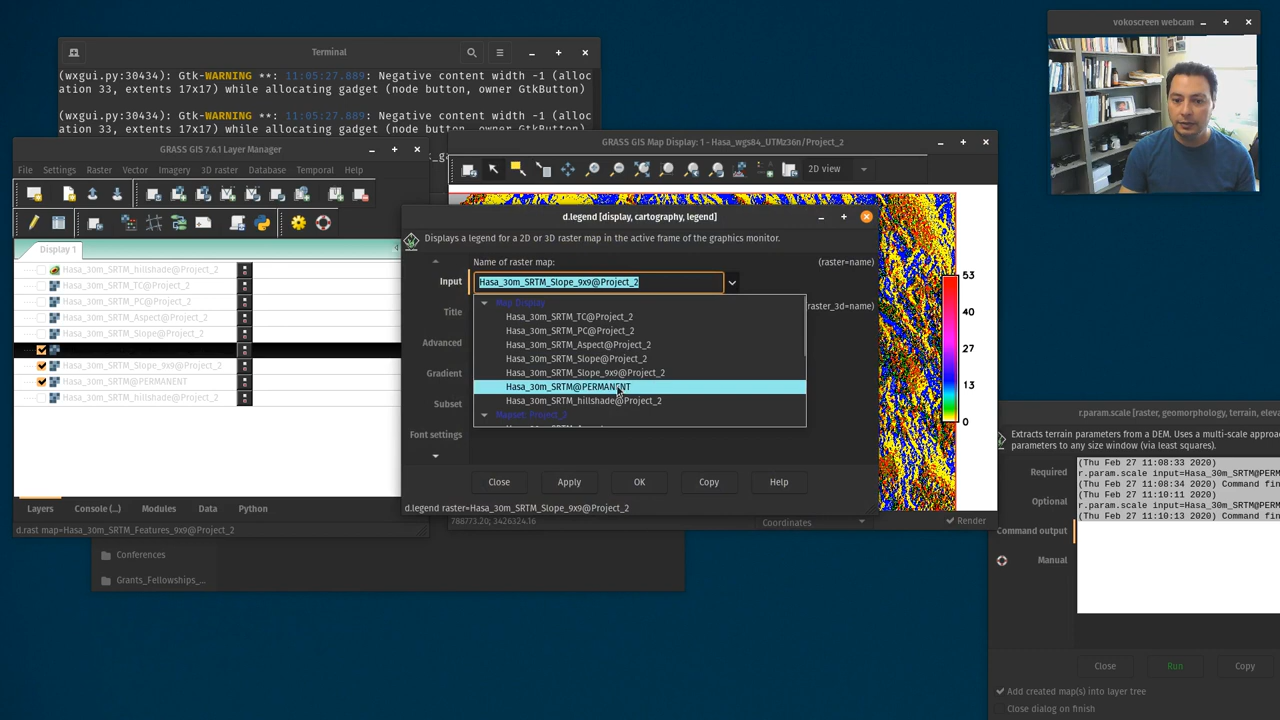 vokoscreen webcam
Terminal
(wxgui.py:30434): Gtk-WARNING **: 11:05:27.889: Negative content width -1 (alloc
ation 33, extents 17x17) while allocating gadget (node button, owner GtkButton)
(wxgui.py:30434): Gtk-WARNING **: 11:05:27.889: Negative content width -1 (alloc
ation 33, extents 17x17) while allocating gadget (node button, owner GtkButton)
GRASS GIS 7.6.1 Layer Manager
File Settings Raster Vector Imagery 3D raster Database Temporal Help
Display 1
Hasa_30m_SRTM_hillshade@Project_2
Hasa_30m_SRTM_TC@Project_2
Hasa_30m_SRTM_PC@Project_2
Hasa_30m_SRTM_Aspect@Project_2
Hasa_30m_SRTM_Slope@Project_2
Hasa_30m_SRTM_Slope_9x9@Project_2
Hasa_30m_SRTM@PERMANENT
Hasa_30m_SRTM_hillshade@Project_2
Layers Console (...) Modules Data Python
d.rast map=Hasa_30m_SRTM_Features_9x9@Project_2
Conferences
Grants_Fellowships_...
GRASS GIS Map Display: 1 - Hasa_wgs84_UTMz36n/Project_2
2D view
53
40
27
13
0
788773.20; 3426324.16
Coordinates
Render
d.legend [display, cartography, legend]
Displays a legend for a 2D or 3D raster map in the active frame of the graphics monitor.
Name of raster map: (raster=name)
Input
Hasa_30m_SRTM_Slope_9x9@Project_2
raster_3d=name)
Title
Advanced
Gradient
Subset
Font settings
Map Display
Hasa_30m_SRTM_TC@Project_2
Hasa_30m_SRTM_PC@Project_2
Hasa_30m_SRTM_Aspect@Project_2
Hasa_30m_SRTM_Slope@Project_2
Hasa_30m_SRTM_Slope_9x9@Project_2
Hasa_30m_SRTM@PERMANENT
Hasa_30m_SRTM_hillshade@Project_2
Mapset: Project_2
Close Apply OK Copy Help
d.legend raster=Hasa_30m_SRTM_Slope_9x9@Project_2
r.param.scale [raster, geomorphology, terrain, eleva
Extracts terrain parameters from a DEM. Uses a multi-scale approa
parameters to any size window (via least squares).
Required
Optional
Command output
Manual
(Thu Feb 27 11:08:33 2020)
r.param.scale input=Hasa_30m_SRTM@PERM
(Thu Feb 27 11:08:34 2020) Command fin
(Thu Feb 27 11:10:11 2020)
r.param.scale input=Hasa_30m_SRTM@PERM
(Thu Feb 27 11:10:13 2020) Command fin
Close Run Copy
Add created map(s) into layer tree
Close dialog on finish